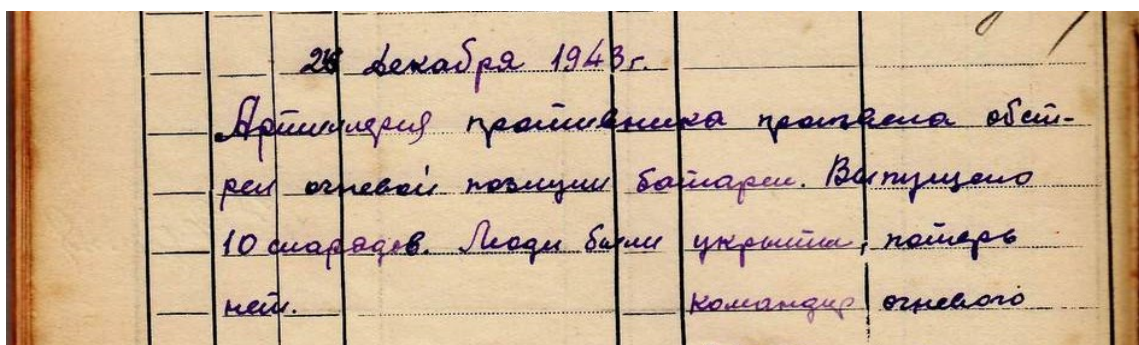 декабря 1943г.
Артиллерия противника произвела обст-
рел огневой позиции батареи. Выпущено
10 снарядов. Люди были укрыты, потерь
нет. командир огневого